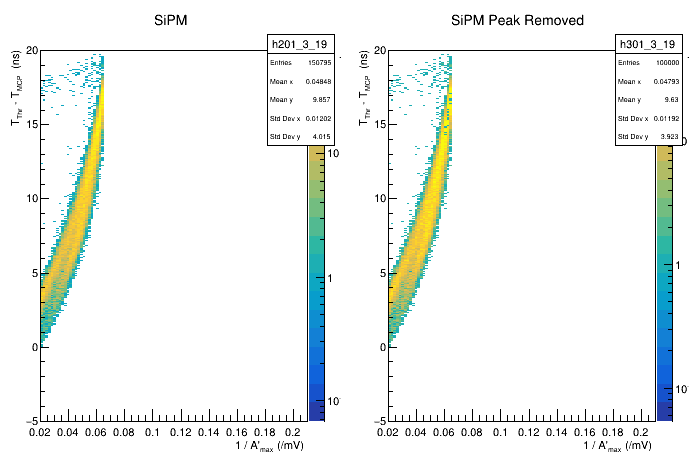 SiPM
SiPM Peak Removed
h201_3_19
Entries 150795
Mean x 0.04848
Mean y 9.857
Std Dev x 0.01202
Std Dev y 4.015
h301_3_19
Entries 100000
Mean x 0.04793
Mean y 9.63
Std Dev x 0.01192
Std Dev y 3.923
T_Thr - T_MCP (ns)
20
15
10
5
0
−5
0.02 0.04 0.06 0.08 0.1 0.12 0.14 0.16 0.18 0.2
1 / A'_max (/mV)
10
1
10
T_Thr - T_MCP (ns)
20
15
10
5
0
−5
0.02 0.04 0.06 0.08 0.1 0.12 0.14 0.16 0.18 0.2
1 / A'_max (/mV)
1
10